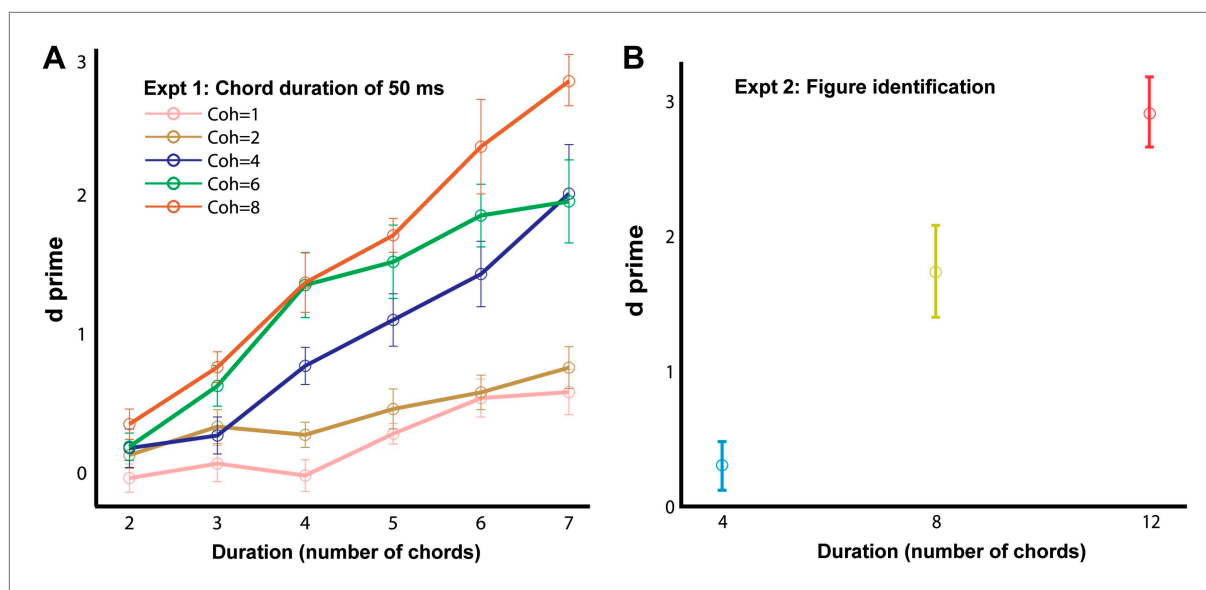 A
Expt 1: Chord duration of 50 ms
Coh=1
Coh=2
Coh=4
Coh=6
Coh=8
d prime
3
2
1
0
2 3 4 5 6 7
Duration (number of chords)
B
Expt 2: Figure identification
d prime
3
2
1
0
4 8 12
Duration (number of chords)